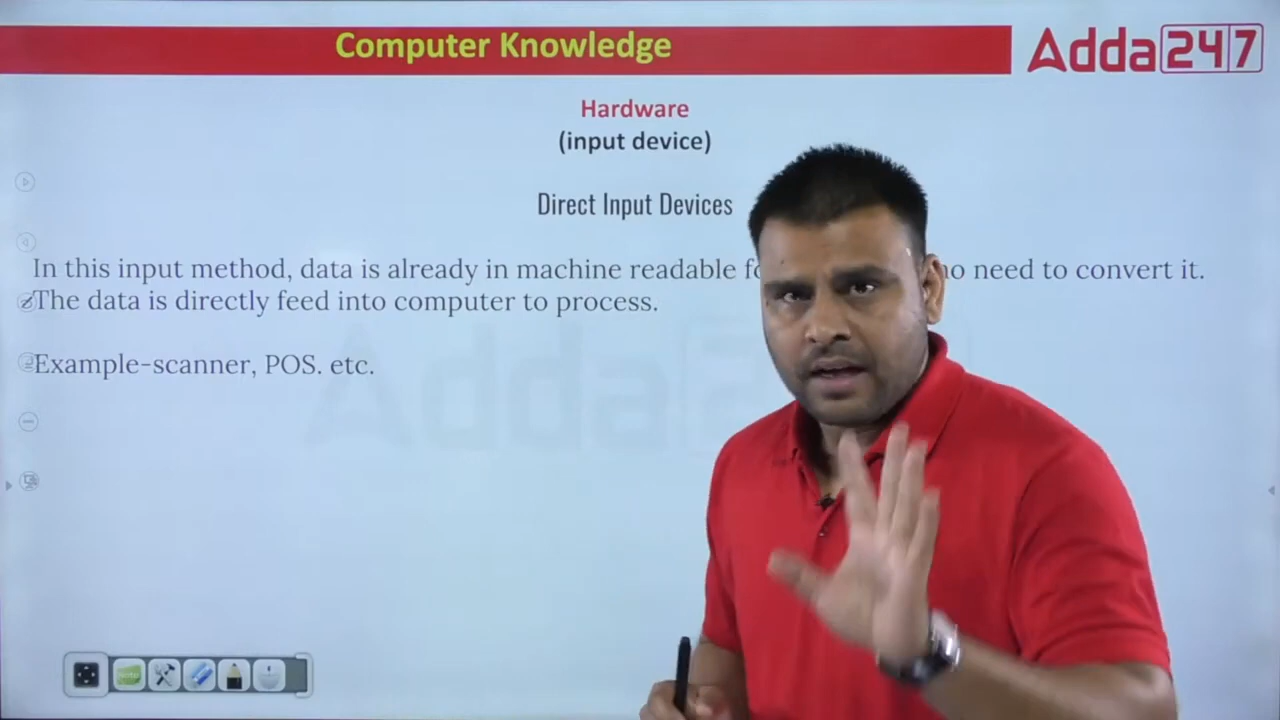 Computer Knowledge
Adda247
Hardware
(input device)
Direct Input Devices
In this input method, data is already in machine readable no need to convert it.
The data is directly feed into computer to process.
Example-scanner, POS. etc.
Adda